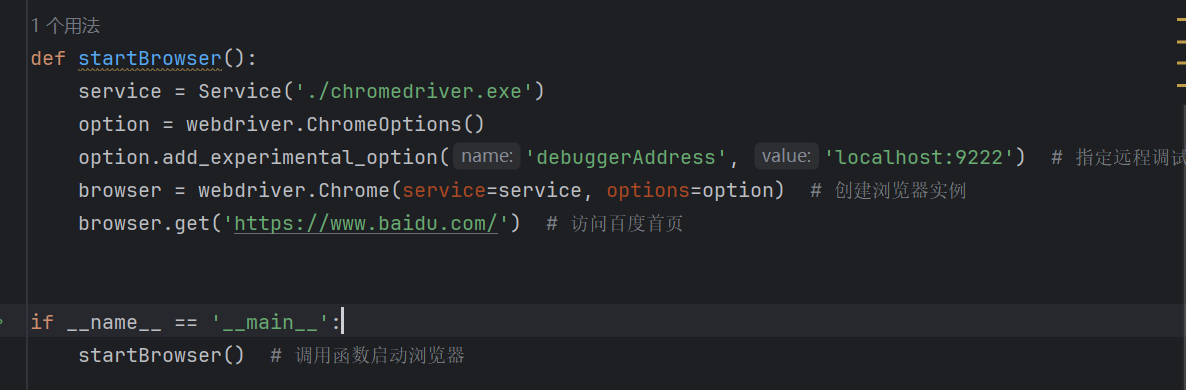 1 个用法
def startBrowser():
service = Service('./chromedriver.exe')
option = webdriver.ChromeOptions()
option.add_experimental_option( name: 'debuggerAddress', value: 'localhost:9222') # 指定远程调试
browser = webdriver.Chrome(service=service, options=option) # 创建浏览器实例
browser.get('https://www.baidu.com/') # 访问百度首页
if __name__ == '__main__':
startBrowser() # 调用函数启动浏览器